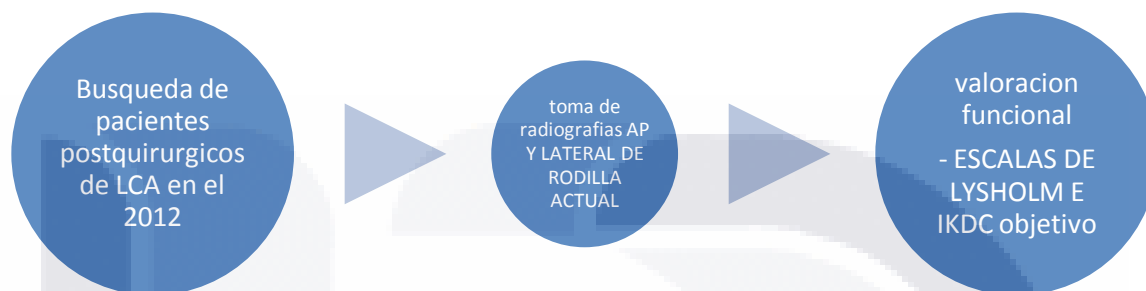 Busqueda de
pacientes
postquirurgicos
de LCA en el
2012
toma de
radiografias AP
Y LATERAL DE
RODILLA
ACTUAL
valoracion
funcional
- ESCALAS DE
LYSHOLM E
IKDC objetivo